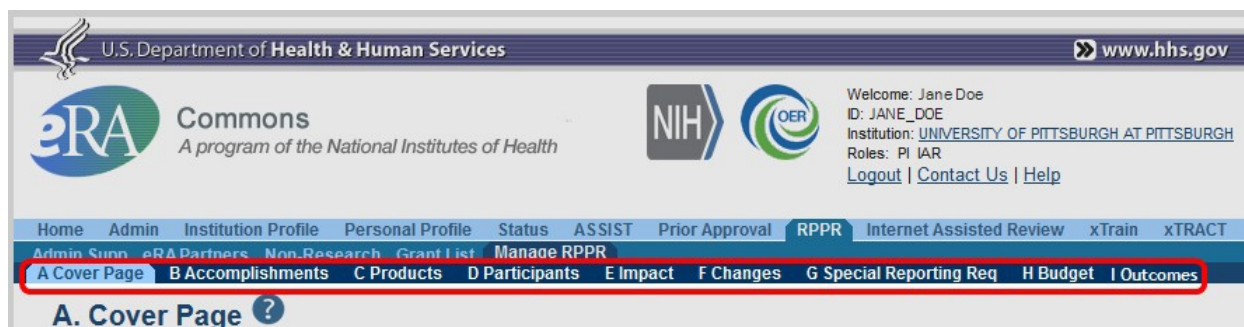 U.S. Department of Health & Human Services
www.hhs.gov
eRA
Commons
A program of the National Institutes of Health
NIH
OER
Welcome: Jane Doe
ID: JANE_DOE
Institution: UNIVERSITY OF PITTSBURGH AT PITTSBURGH
Roles: PI IAR
Logout | Contact Us | Help
Home Admin Institution Profile Personal Profile Status ASSIST Prior Approval RPPR Internet Assisted Review xTrain xTRACT
Admin Supp eRA Partners Non-Research Grant List Manage RPPR
A Cover Page B Accomplishments C Products D Participants E Impact F Changes G Special Reporting Req H Budget I Outcomes
A. Cover Page ?